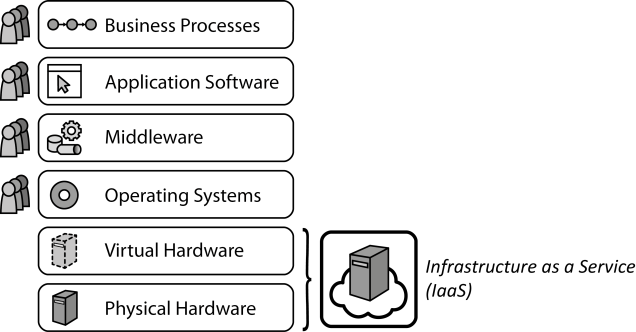 Business Processes
Application Software
Middleware
Operating Systems
Virtual Hardware
Physical Hardware
Infrastructure as a Service
(IaaS)